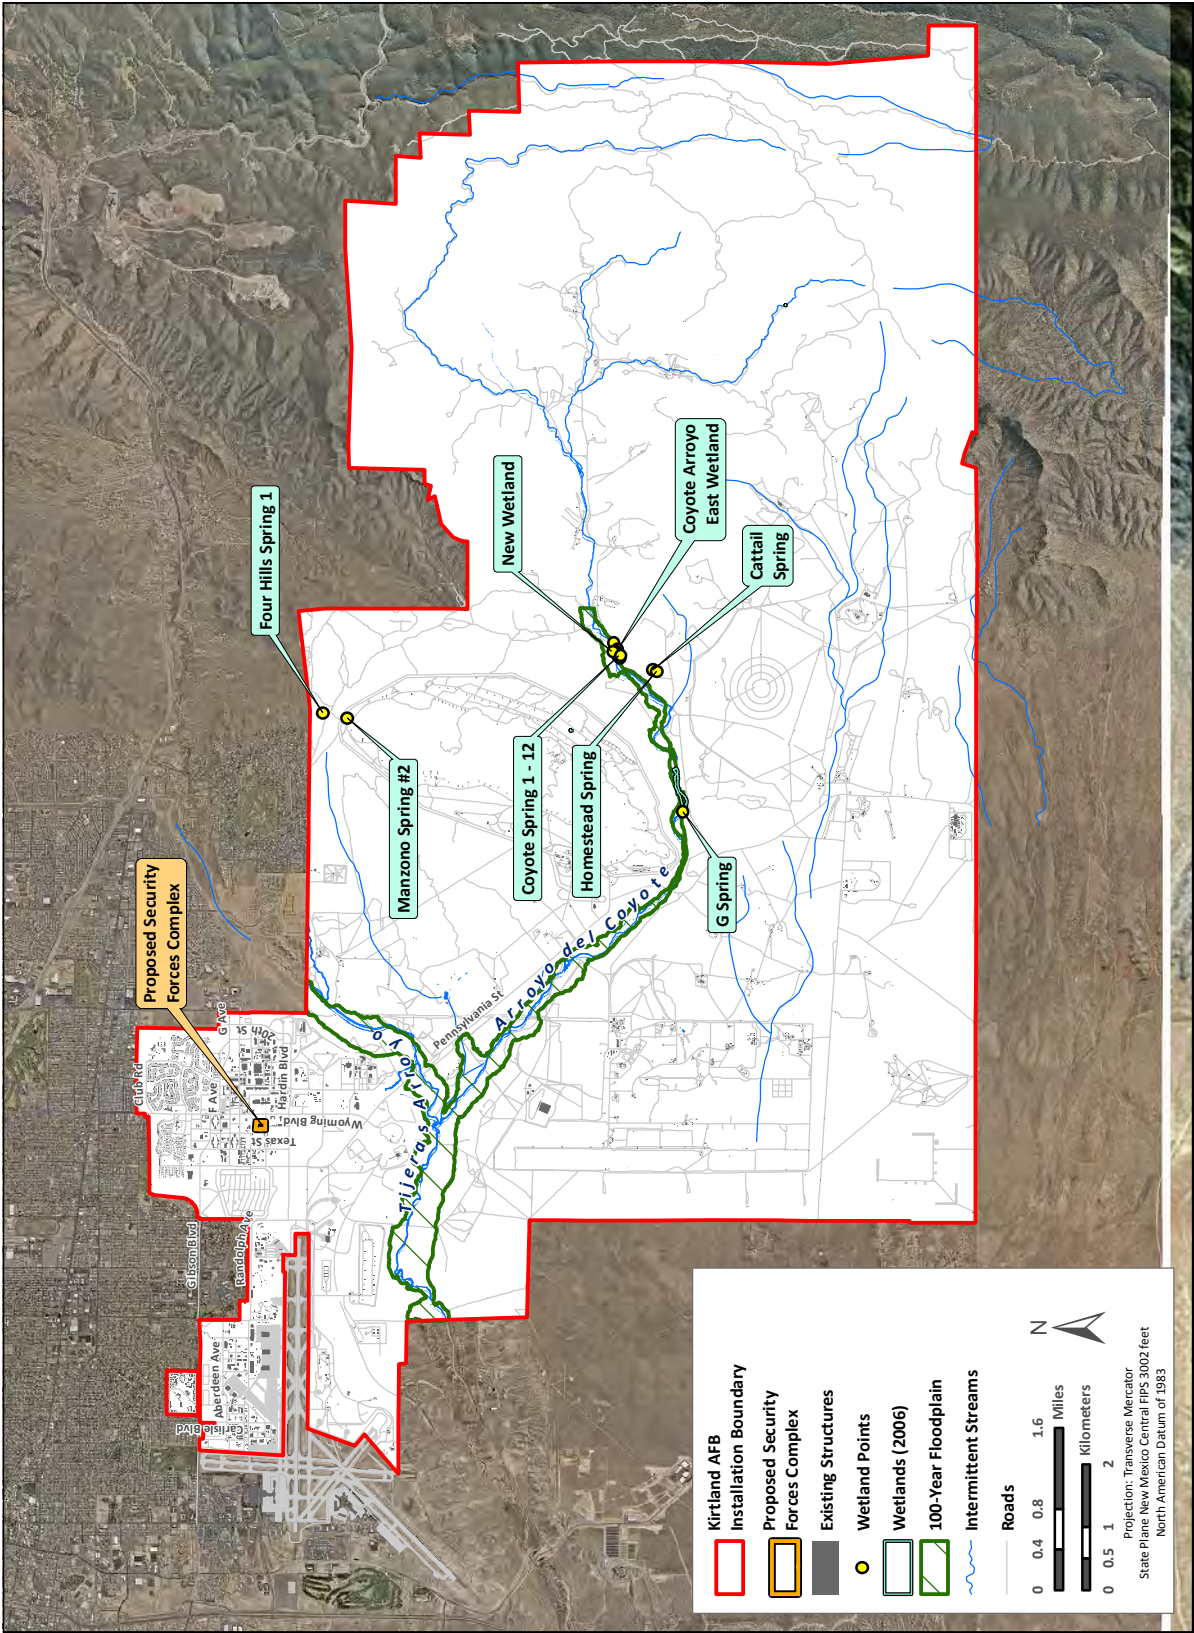 Four Hills Spring 1
Manzono Spring #2
New Wetland
Coyote Arroyo
East Wetland
Cattail
Spring
Coyote Spring 1 - 12
Homestead Spring
G Spring
Proposed Security
Forces Complex
Arroyo del Coyote
Tijeras Arroyo
Pennsylvania St
Club Rd
G Ave
20th
St
F Ave
Hardin Blvd
Texas St
Wyoming Blvd
Gibson Blvd
Randolph Ave
Aberdeen Ave
Carlisle Blvd
Kirtland AFB
Installation Boundary
Proposed Security
Forces Complex
Existing Structures
Wetland Points
Wetlands (2006)
100-Year Floodplain
Intermittent Streams
Roads
N
0 0.4 0.8 1.6
Miles
Kilometers
0 0.5 1 2
Projection: Transverse Mercator
State Plane New Mexico Central FIPS 3002 feet
North American Datum of 1983